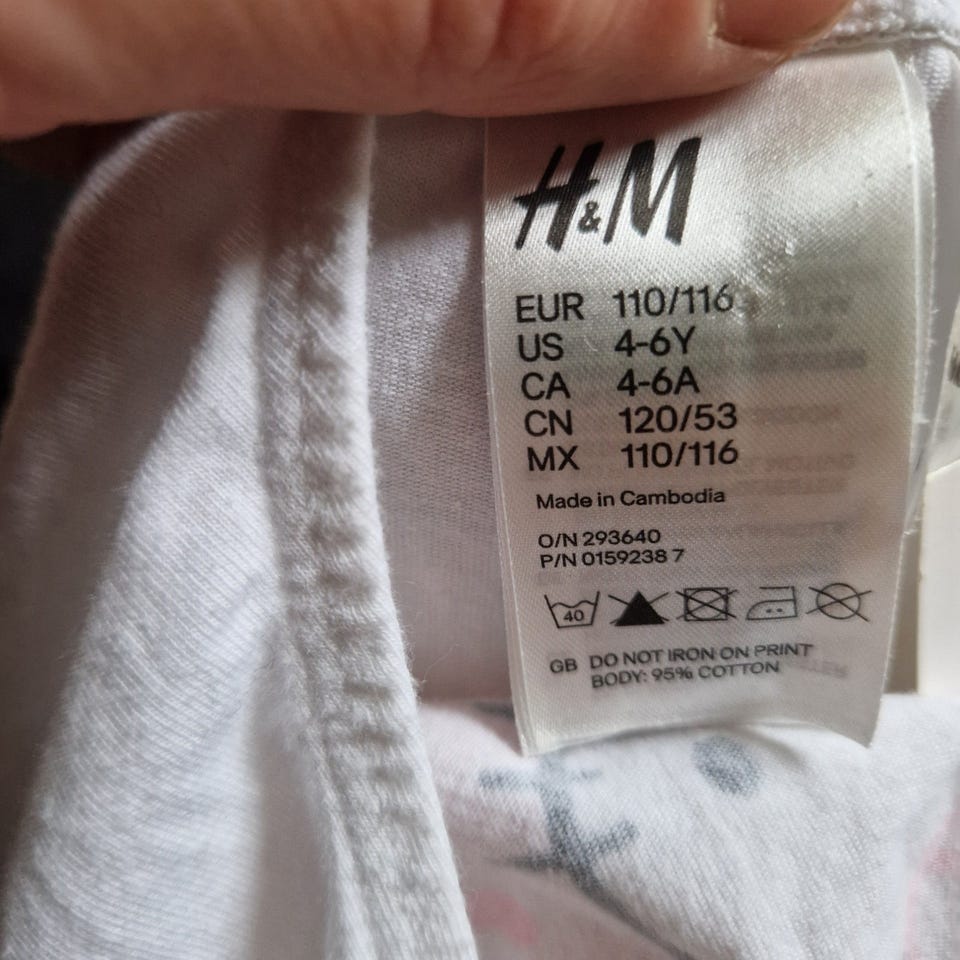 H&M
EUR 110/116
US 4-6Y
CA 4-6A
CN 120/53
MX 110/116
Made in Cambodia
O/N 293640
P/N 0159238 7
40
GB DO NOT IRON ON PRINT
BODY: 95% COTTON